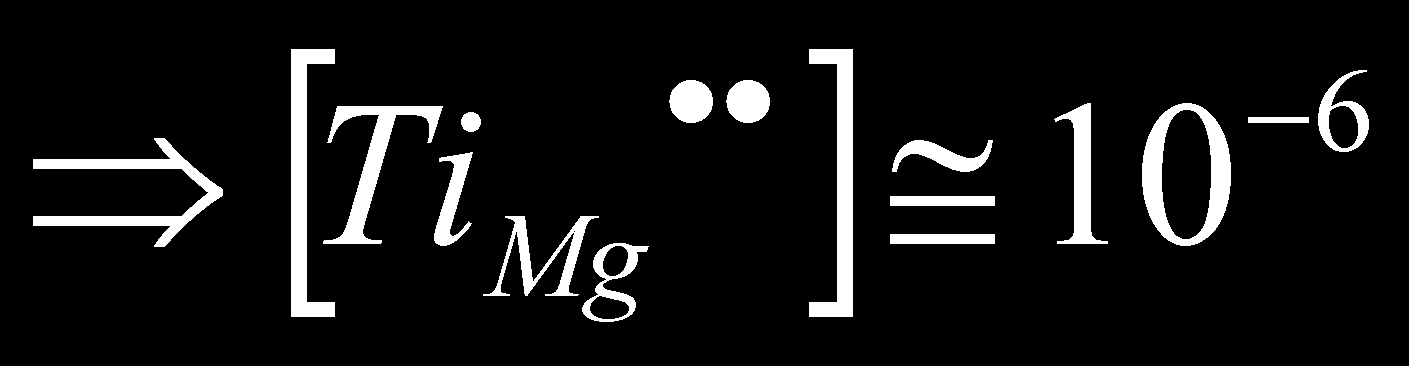 ⇒ [Ti_Mg^••] ≅ 10^−6